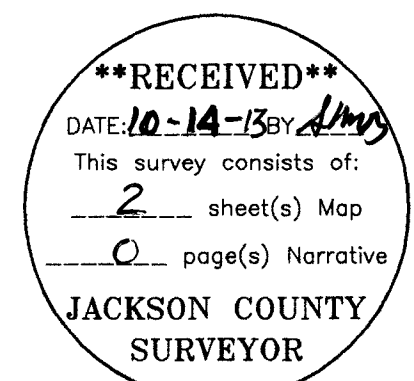 **RECEIVED**
DATE: 10-14-13 BY
This survey consists of:
2 sheet(s) Map
0 page(s) Narrative
JACKSON COUNTY
SURVEYOR